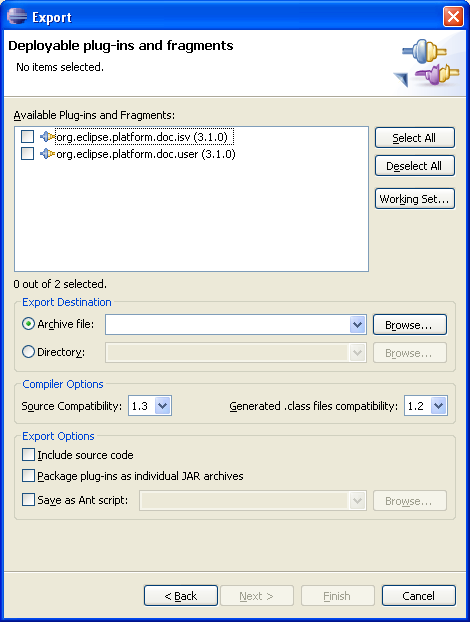 Export
Deployable plug-ins and fragments
No items selected.
Available Plug-ins and Fragments:
org.eclipse.platform.doc.isv (3.1.0)
org.eclipse.platform.doc.user (3.1.0)
Select All
Deselect All
Working Set...
0 out of 2 selected.
Export Destination
Archive file:
Browse...
Directory:
Browse...
Compiler Options
Source Compatibility: 1.3 Generated .class files compatibility: 1.2
Export Options
Include source code
Package plug-ins as individual JAR archives
Save as Ant script:
Browse...
< Back Next > Finish Cancel